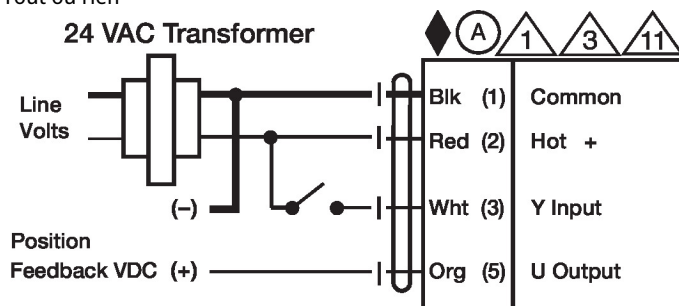 Tout ou rien
24 VAC Transformer
A 1 3 11
Line
Volts
Blk (1) Common
Red (2) Hot +
(–)
Wht (3) Y Input
Position
Feedback VDC (+)
Org (5) U Output